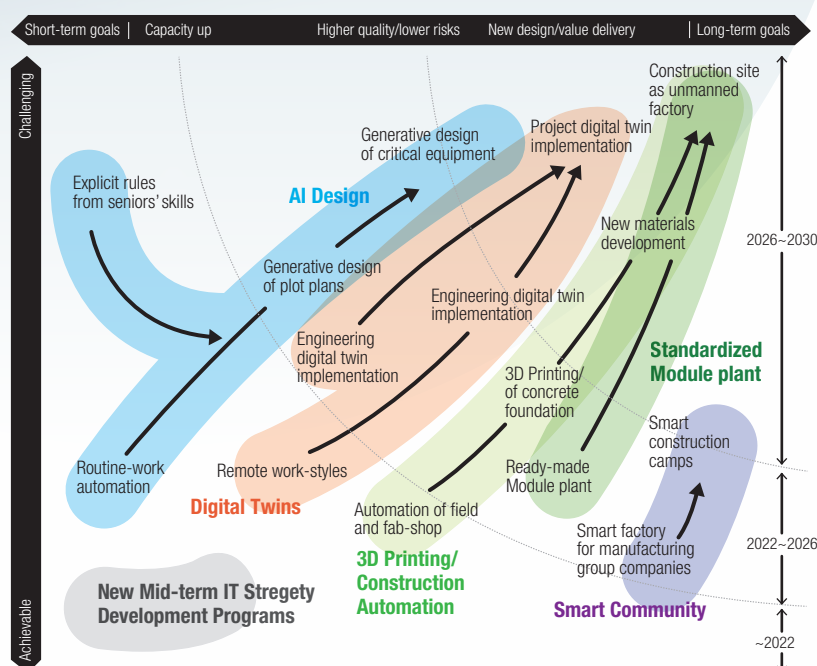 Short-term goals
Capacity up
Higher quality/lower risks
New design/value delivery
Long-term goals
Challenging
Achievable
Construction site
as unmanned
factory
Generative design
of critical equipment
Project digital twin
implementation
Explicit rules
from seniors' skills
AI Design
New materials
development
2026~2030
Generative design
of plot plans
Engineering digital twin
implementation
Engineering
digital twin
implementation
Standardized
Module plant
3D Printing/
of concrete
foundation
Smart
construction
camps
Routine-work
automation
Remote work-styles
Ready-made
Module plant
Digital Twins
Automation of field
and fab-shop
Smart factory
for manufacturing
group companies
2022~2026
3D Printing/
Construction
Automation
New Mid-term IT Stregety
Development Programs
Smart Community
~2022